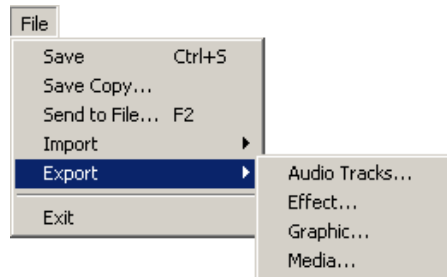 File
Save Ctrl+S
Save Copy...
Send to File... F2
Import
Export
Exit
Audio Tracks...
Effect...
Graphic...
Media...